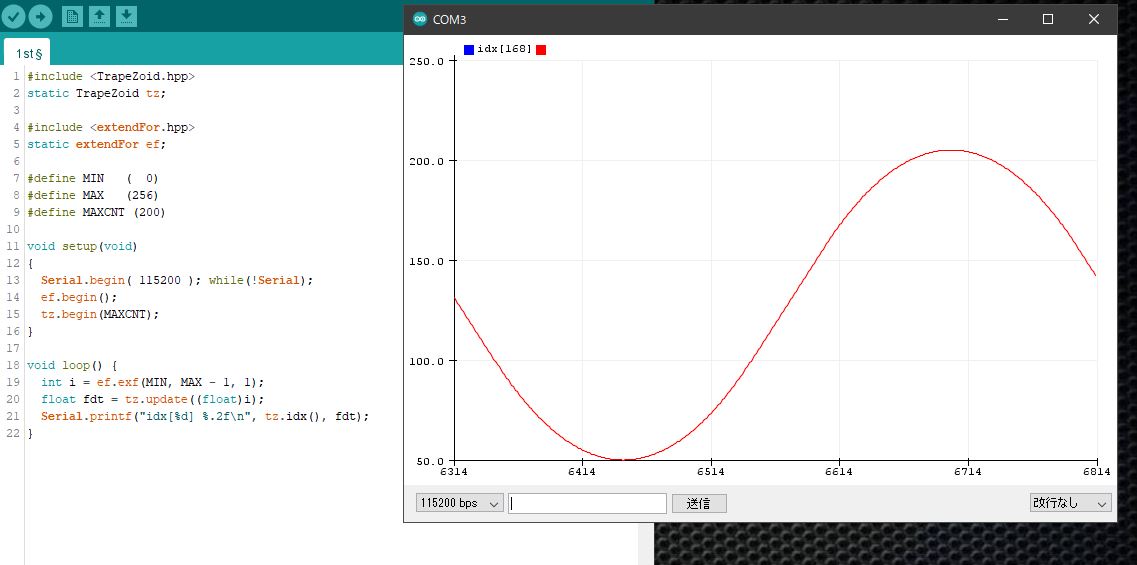 1st§
1 #include <TrapeZoid.hpp>
2 static TrapeZoid tz;
3
4 #include <extendFor.hpp>
5 static extendFor ef;
6
7 #define MIN   (  0)
8 #define MAX   (256)
9 #define MAXCNT (200)
10
11 void setup(void)
12 {
13   Serial.begin( 115200 ); while(!Serial);
14   ef.begin();
15   tz.begin(MAXCNT);
16 }
17
18 void loop() {
19   int i = ef.exf(MIN, MAX - 1, 1);
20   float fdt = tz.update((float)i);
21   Serial.printf("idx[%d] %.2f\n", tz.idx(), fdt);
22 }
COM3
idx[168]
250.0
200.0
150.0
100.0
50.0
6314 6414 6514 6614 6714 6814
115200 bps 送信 改行なし